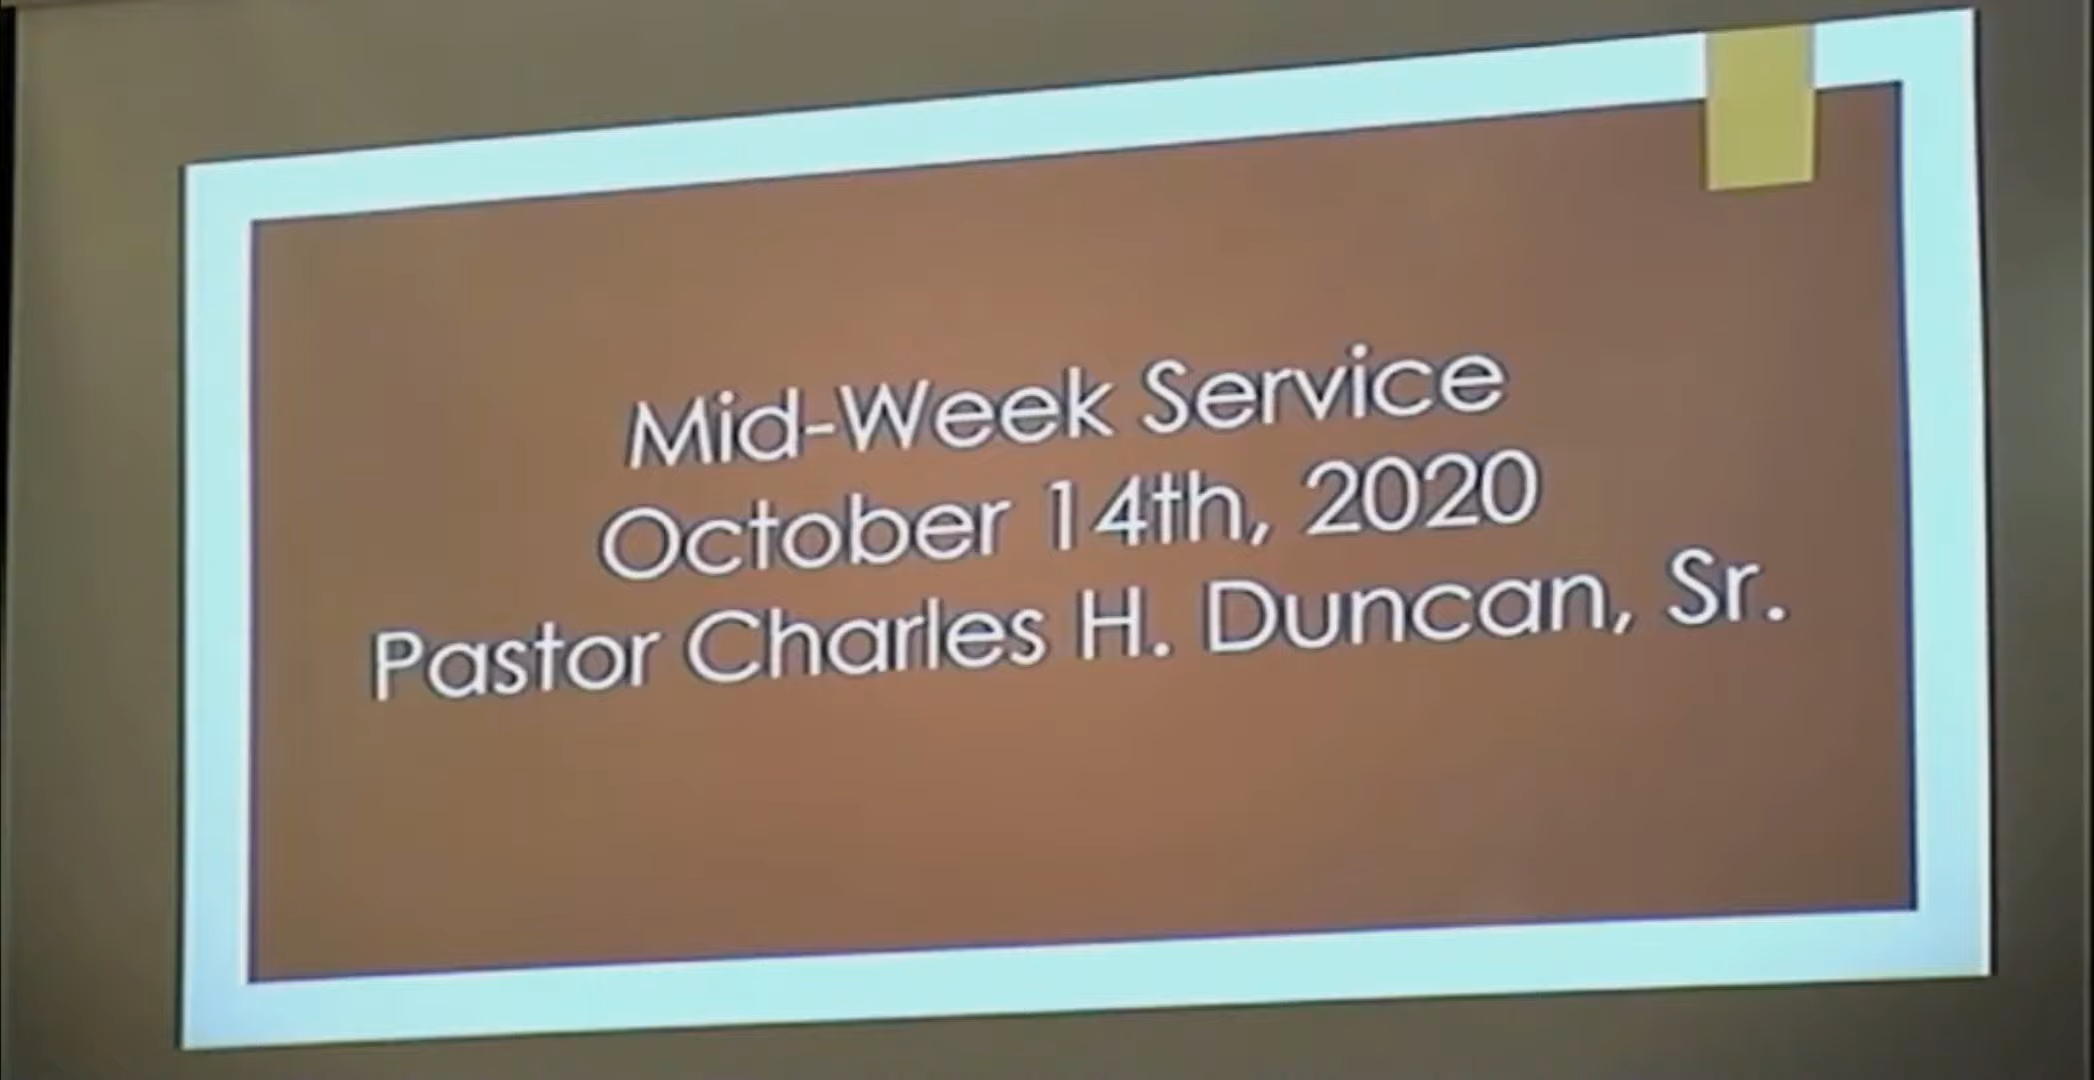 Mid-Week Service
October 14th, 2020
Pastor Charles H. Duncan, Sr.